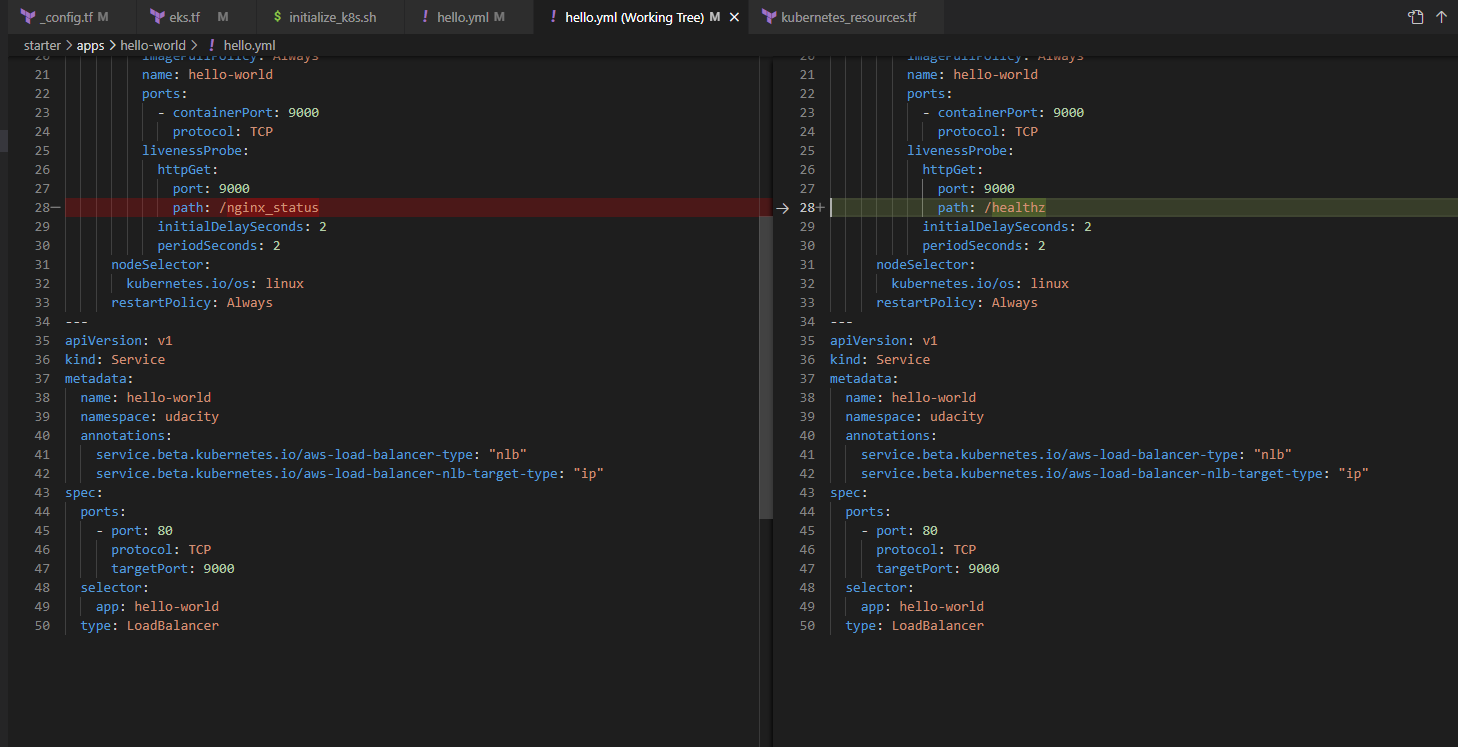 _config.tf M
eks.tf M
$ initialize_k8s.sh
! hello.yml M
! hello.yml (Working Tree) M ×
kubernetes_resources.tf
starter > apps > hello-world > ! hello.yml
20 imagePullPolicy: Always
21 name: hello-world
22 ports:
23 - containerPort: 9000
24 protocol: TCP
25 livenessProbe:
26 httpGet:
27 port: 9000
28— path: /nginx_status
29 initialDelaySeconds: 2
30 periodSeconds: 2
31 nodeSelector:
32 kubernetes.io/os: linux
33 restartPolicy: Always
34 ---
35 apiVersion: v1
36 kind: Service
37 metadata:
38 name: hello-world
39 namespace: udacity
40 annotations:
41 service.beta.kubernetes.io/aws-load-balancer-type: "nlb"
42 service.beta.kubernetes.io/aws-load-balancer-nlb-target-type: "ip"
43 spec:
44 ports:
45 - port: 80
46 protocol: TCP
47 targetPort: 9000
48 selector:
49 app: hello-world
50 type: LoadBalancer
20 imagePullPolicy: Always
21 name: hello-world
22 ports:
23 - containerPort: 9000
24 protocol: TCP
25 livenessProbe:
26 httpGet:
27 port: 9000
28+ path: /healthz
29 initialDelaySeconds: 2
30 periodSeconds: 2
31 nodeSelector:
32 kubernetes.io/os: linux
33 restartPolicy: Always
34 ---
35 apiVersion: v1
36 kind: Service
37 metadata:
38 name: hello-world
39 namespace: udacity
40 annotations:
41 service.beta.kubernetes.io/aws-load-balancer-type: "nlb"
42 service.beta.kubernetes.io/aws-load-balancer-nlb-target-type: "ip"
43 spec:
44 ports:
45 - port: 80
46 protocol: TCP
47 targetPort: 9000
48 selector:
49 app: hello-world
50 type: LoadBalancer